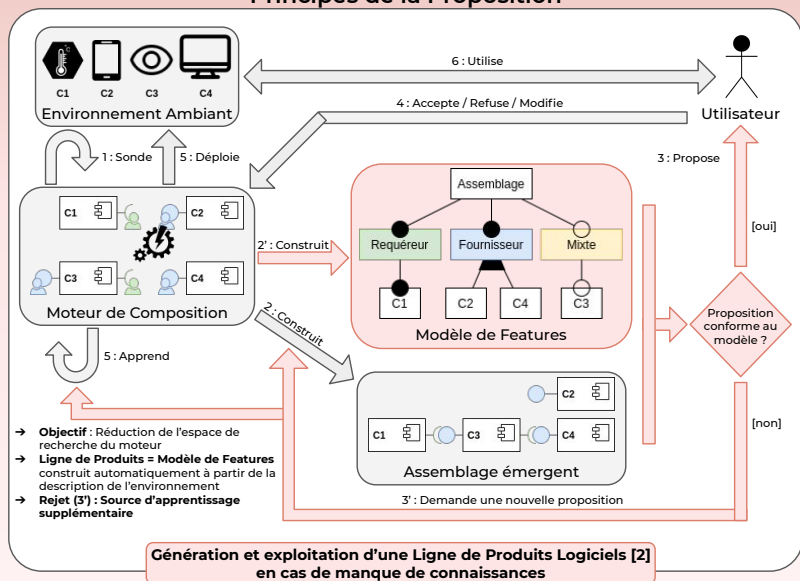 Principes de la Proposition
C1
C2
C3
C4
Environnement Ambiant
6 : Utilise
4 : Accepte / Refuse / Modifie
Utilisateur
1 : Sonde
5 : Déploie
3 : Propose
C1
C2
C3
C4
Moteur de Composition
2' : Construit
Assemblage
Requéreur
Fournisseur
Mixte
C1
C2
C4
C3
Modèle de Features
[oui]
Proposition
conforme au
modèle ?
[non]
2 : Construit
5 : Apprend
C2
C1
C3
C4
Assemblage émergent
3' : Demande une nouvelle proposition
➔ Objectif : Réduction de l'espace de
recherche du moteur
➔ Ligne de Produits = Modèle de Features
construit automatiquement à partir de la
description de l'environnement
➔ Rejet (3') : Source d'apprentissage
supplémentaire
Génération et exploitation d'une Ligne de Produits Logiciels [2]
en cas de manque de connaissances